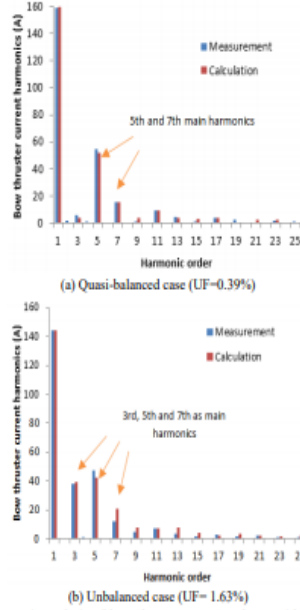 Bow thruster current harmonics (A)
160
140
120
100
80
60
40
20
0
Measurement
Calculation
5th and 7th main harmonics
1 3 5 7 9 11 13 15 17 19 21 23 25
Harmonic order
(a) Quasi-balanced case (UF=0.39%)
Bow thruster current harmonics (A)
160
140
120
100
80
60
40
20
0
Measurement
Calculation
3rd, 5th and 7th as main
harmonics
1 3 5 7 9 11 13 15 17 19 21 23
Harmonic order
(b) Unbalanced case (UF= 1.63%)